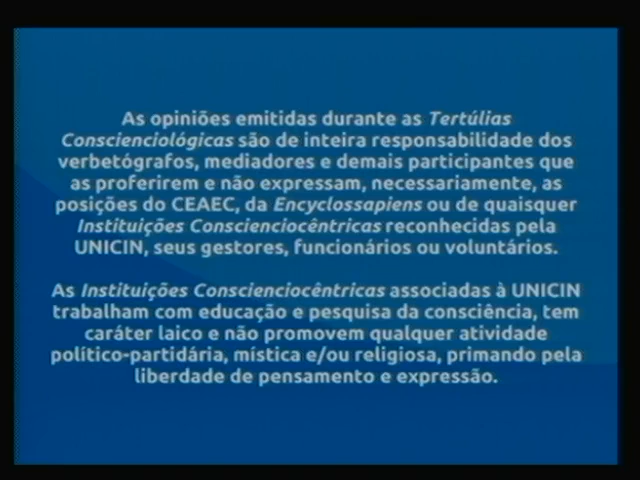 As opiniões emitidas durante as Tertúlias
Conscienciológicas são de inteira responsabilidade dos
verbetógrafos, mediadores e demais participantes que
as proferirem e não expressam, necessariamente, as
posições do CEAEC, da Encyclossapiens ou de quaisquer
Instituições Conscienciocêntricas reconhecidas pela
UNICIN, seus gestores, funcionários ou voluntários.
As Instituições Conscienciocêntricas associadas à UNICIN
trabalham com educação e pesquisa da consciência, tem
caráter laico e não promovem qualquer atividade
político-partidária, mística e/ou religiosa, primando pela
liberdade de pensamento e expressão.